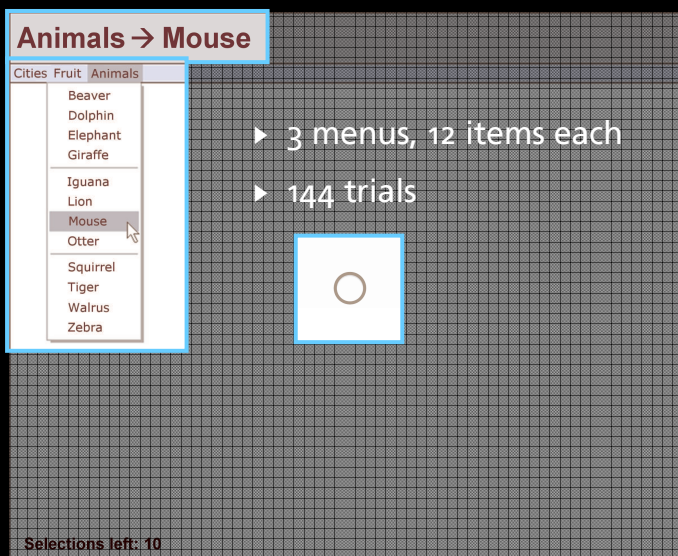 Animals → Mouse
Cities Fruit Animals
Beaver
Dolphin
Elephant
Giraffe
Iguana
Lion
Mouse
Otter
Squirrel
Tiger
Walrus
Zebra
3 menus, 12 items each
144 trials
Selections left: 10